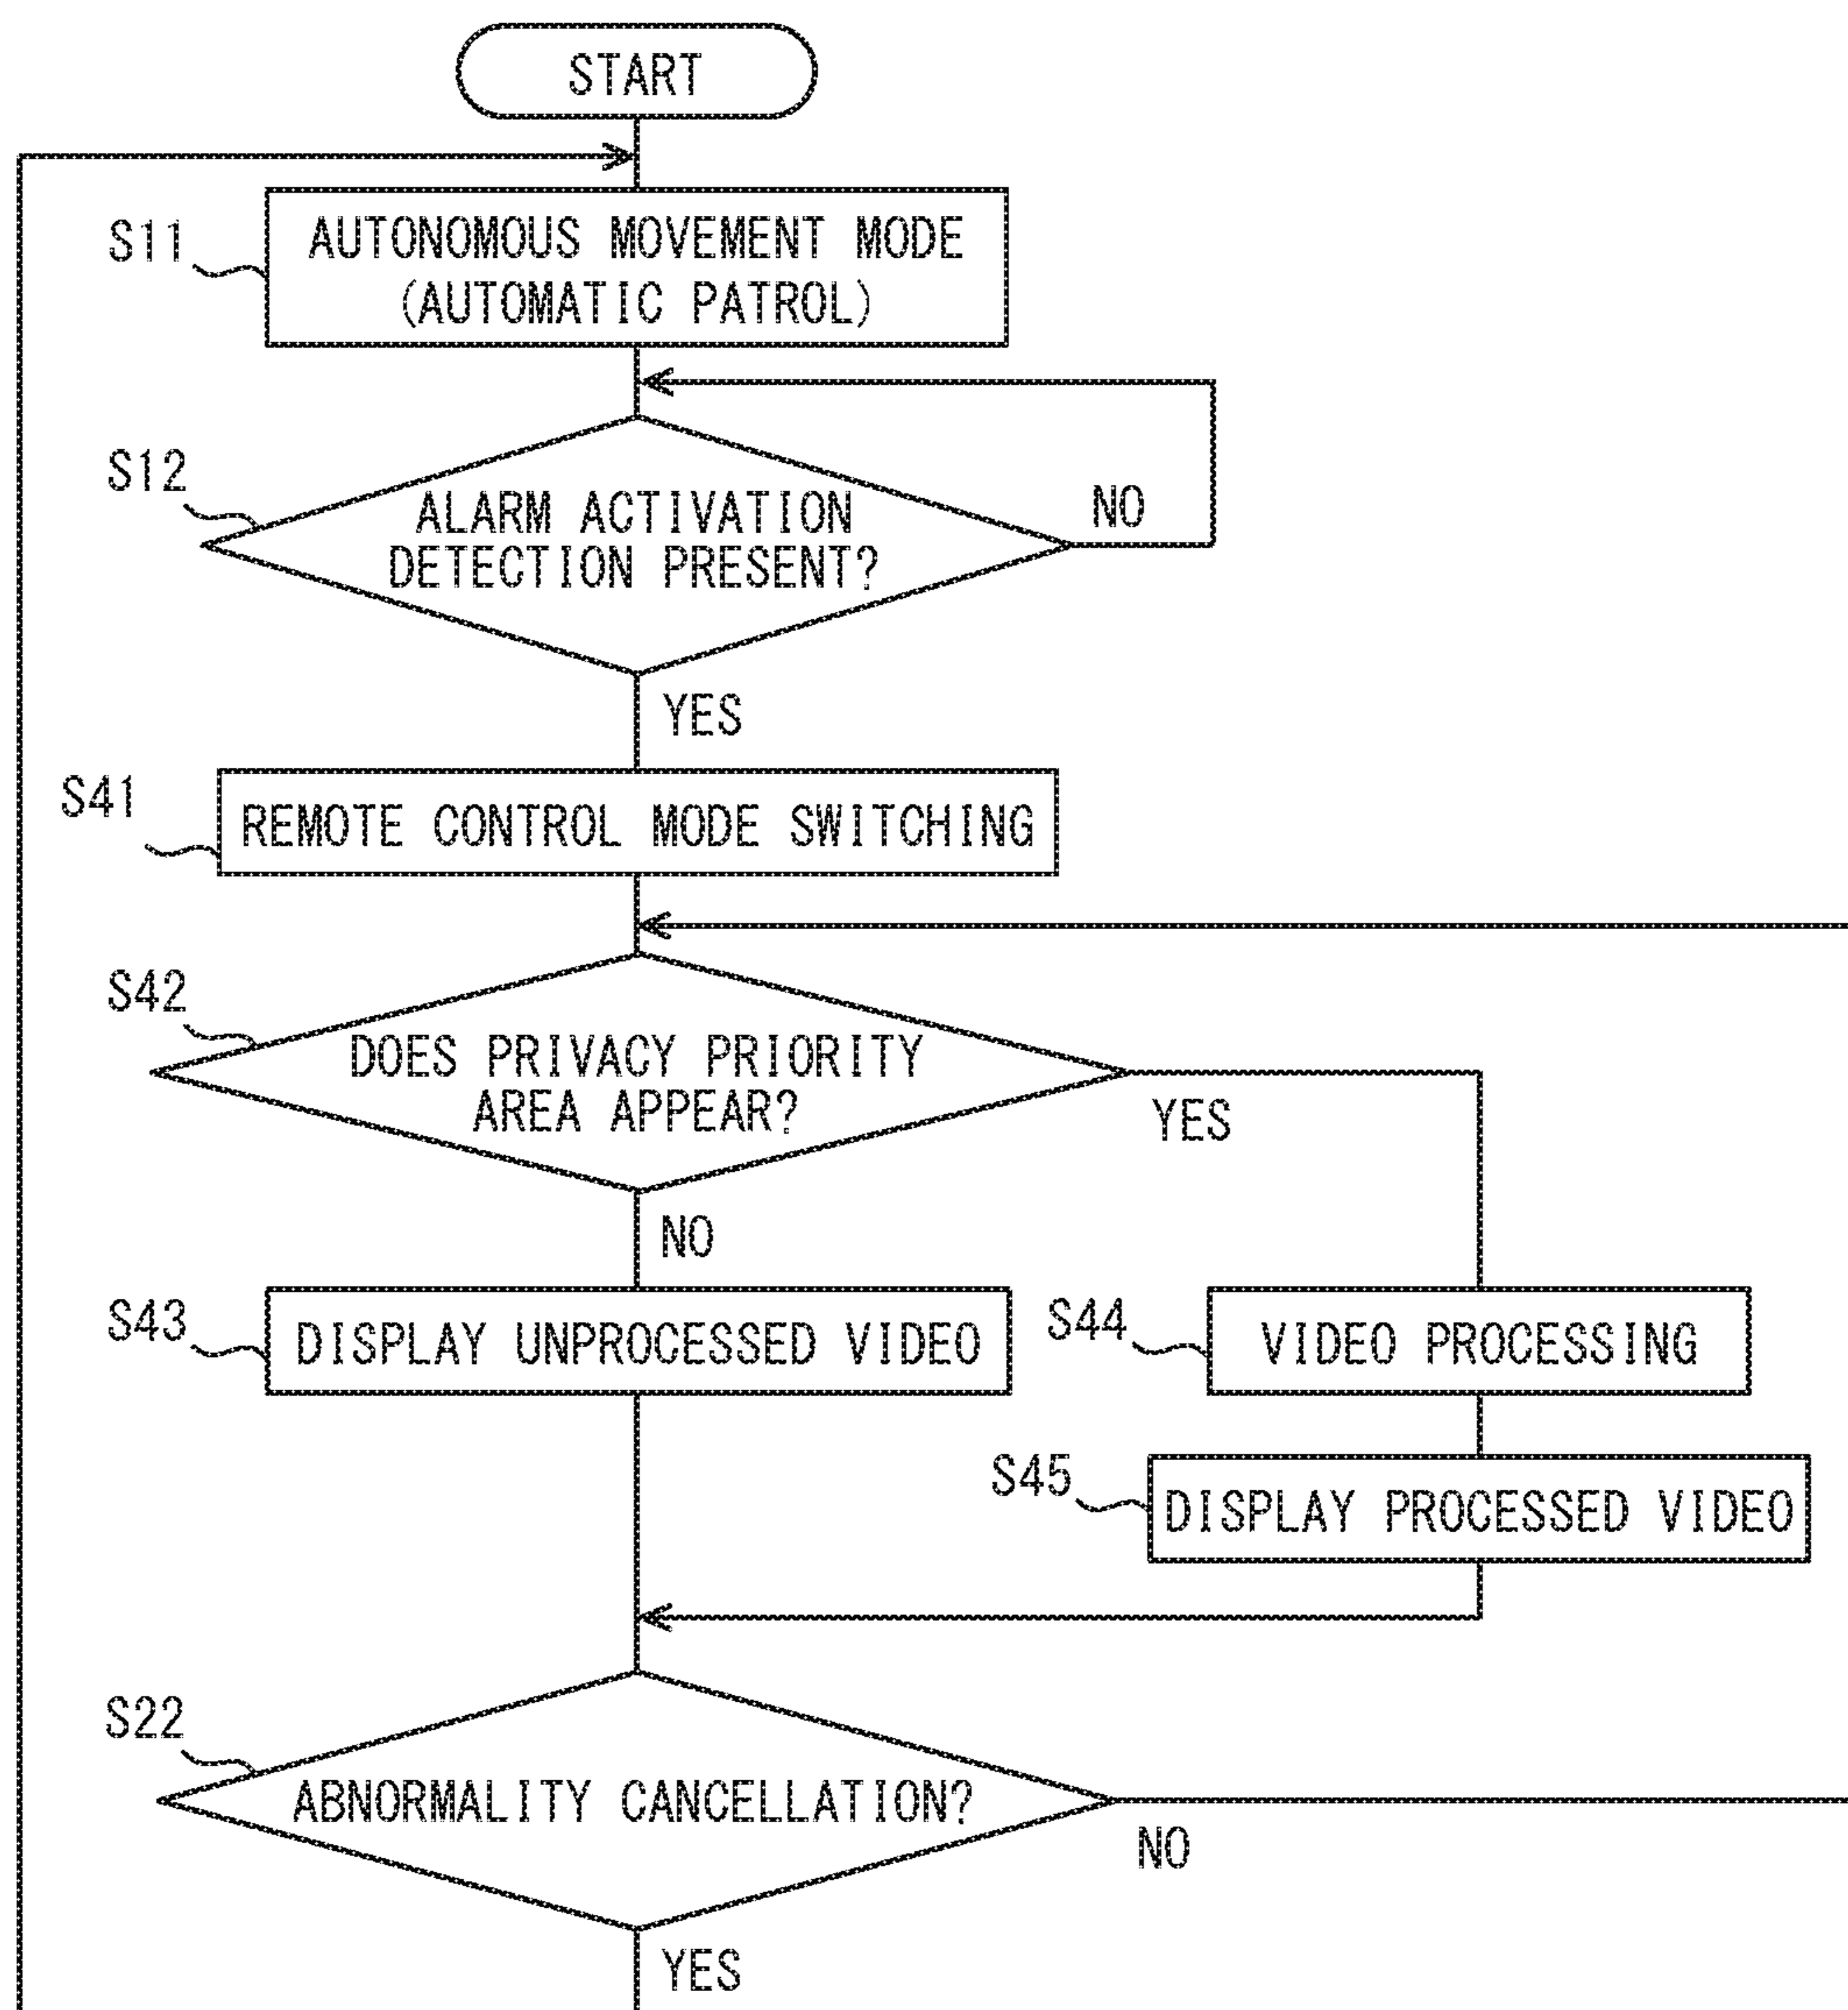 START
S11
AUTONOMOUS MOVEMENT MODE
(AUTOMATIC PATROL)
S12
ALARM ACTIVATION
DETECTION PRESENT?
NO
YES
S41
REMOTE CONTROL MODE SWITCHING
S42
DOES PRIVACY PRIORITY
AREA APPEAR?
YES
NO
S43
DISPLAY UNPROCESSED VIDEO
S44
VIDEO PROCESSING
S45
DISPLAY PROCESSED VIDEO
S22
ABNORMALITY CANCELLATION?
NO
YES